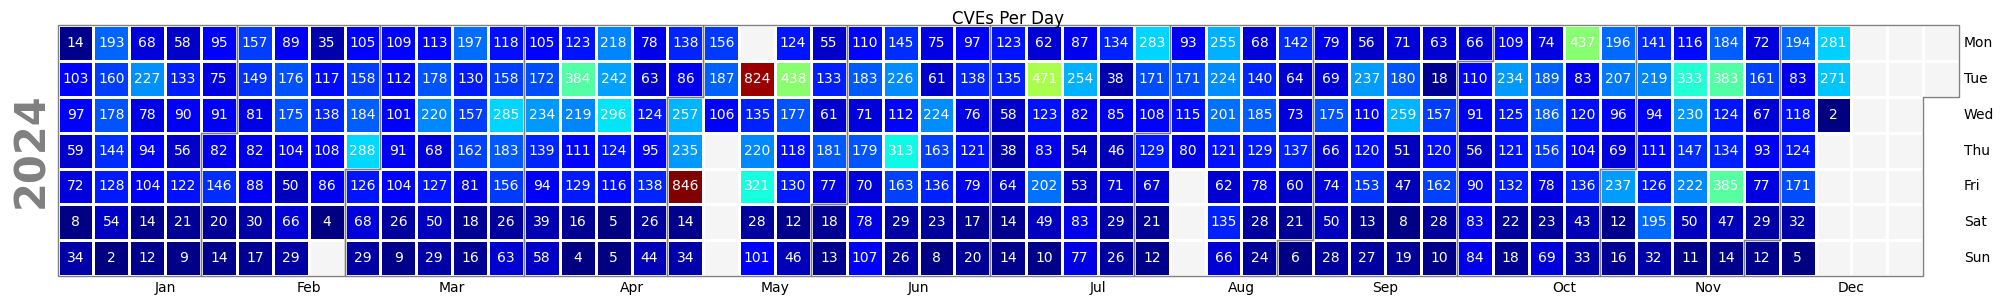 CVEs Per Day
2024
14 193 68 58 95 157 89 35 105 109 113 197 118 105 123 218 78 138 156 124 55 110 145 75 97 123 62 87 134 283 93 255 68 142 79 56 71 63 66 109 74 437 196 141 116 184 72 194 281 Mon
103 160 227 133 75 149 176 117 158 112 178 130 158 172 384 242 63 86 187 824 438 133 183 226 61 138 135 471 254 38 171 171 224 140 64 69 237 180 18 110 234 189 83 207 219 333 383 161 83 271 Tue
97 178 78 90 91 81 175 138 184 101 220 157 285 234 219 296 124 257 106 135 177 61 71 112 224 76 58 123 82 85 108 115 201 185 73 175 110 259 157 91 125 186 120 96 94 230 124 67 118 2 Wed
59 144 94 56 82 82 104 108 288 91 68 162 183 139 111 124 95 235 220 118 181 179 313 163 121 38 83 54 46 129 80 121 129 137 66 120 51 120 56 121 156 104 69 111 147 134 93 124 Thu
72 128 104 122 146 88 50 86 126 104 127 81 156 94 129 116 138 846 321 130 77 70 163 136 79 64 202 53 71 67 62 78 60 74 153 47 162 90 132 78 136 237 126 222 385 77 171 Fri
8 54 14 21 20 30 66 4 68 26 50 18 26 39 16 5 26 14 28 12 18 78 29 23 17 14 49 83 29 21 135 28 21 50 13 8 28 83 22 23 43 12 195 50 47 29 32 Sat
34 2 12 9 14 17 29 29 9 29 16 63 58 4 5 44 34 101 46 13 107 26 8 20 14 10 77 26 12 66 24 6 28 27 19 10 84 18 69 33 16 32 11 14 12 5 Sun
Jan Feb Mar Apr May Jun Jul Aug Sep Oct Nov Dec